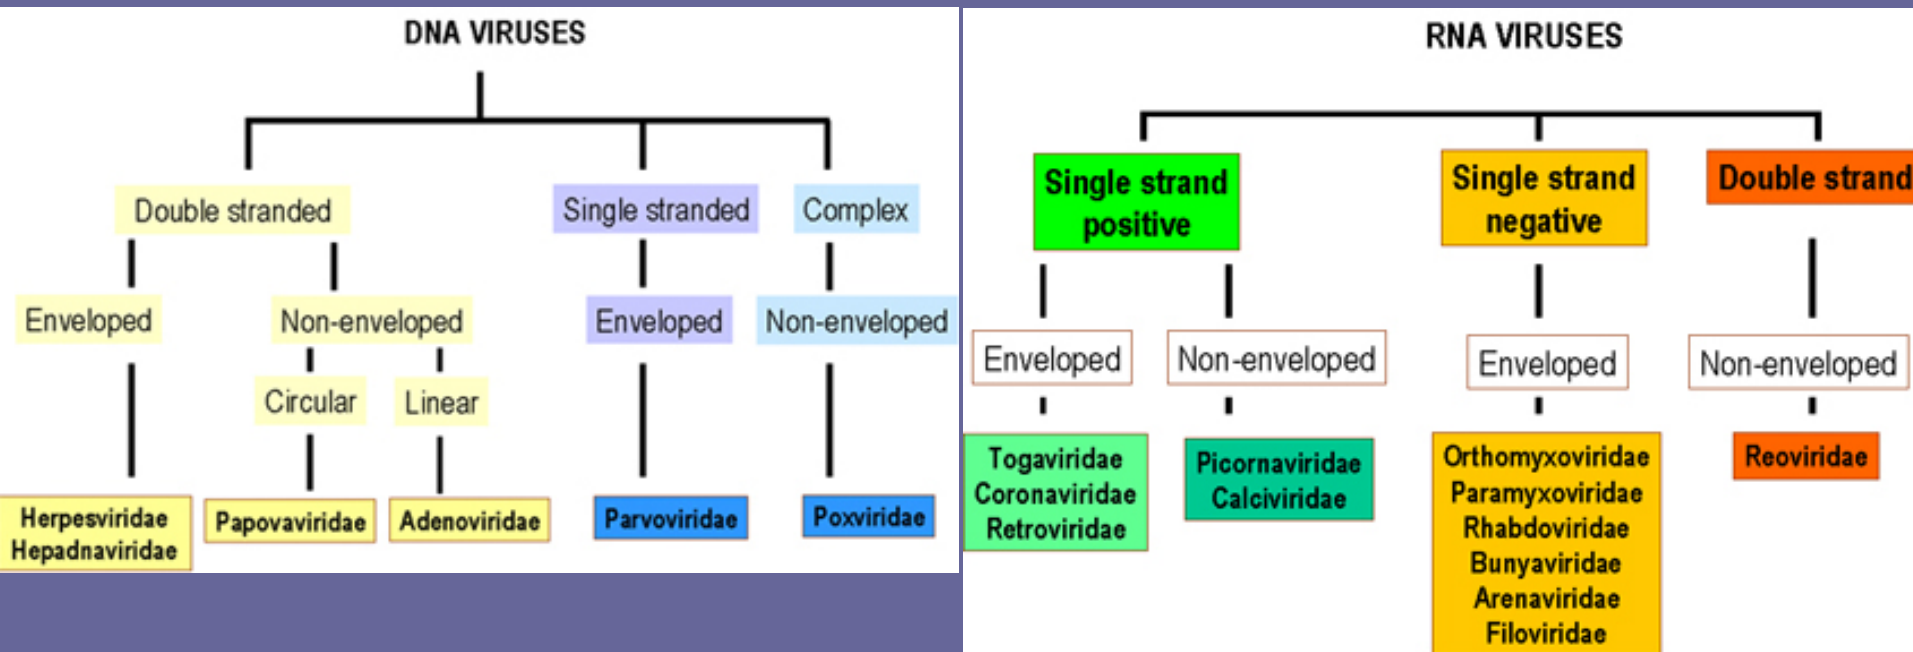 DNA VIRUSES
Double stranded
Single stranded
Complex
Enveloped
Non-enveloped
Enveloped
Non-enveloped
Circular
Linear
Herpesviridae
Hepadnaviridae
Papovaviridae
Adenoviridae
Parvoviridae
Poxviridae
RNA VIRUSES
Single strand
positive
Single strand
negative
Double strand
Enveloped
Non-enveloped
Enveloped
Non-enveloped
Togaviridae
Coronaviridae
Retroviridae
Picornaviridae
Calciviridae
Orthomyxoviridae
Paramyxoviridae
Rhabdoviridae
Bunyaviridae
Arenaviridae
Filoviridae
Reoviridae